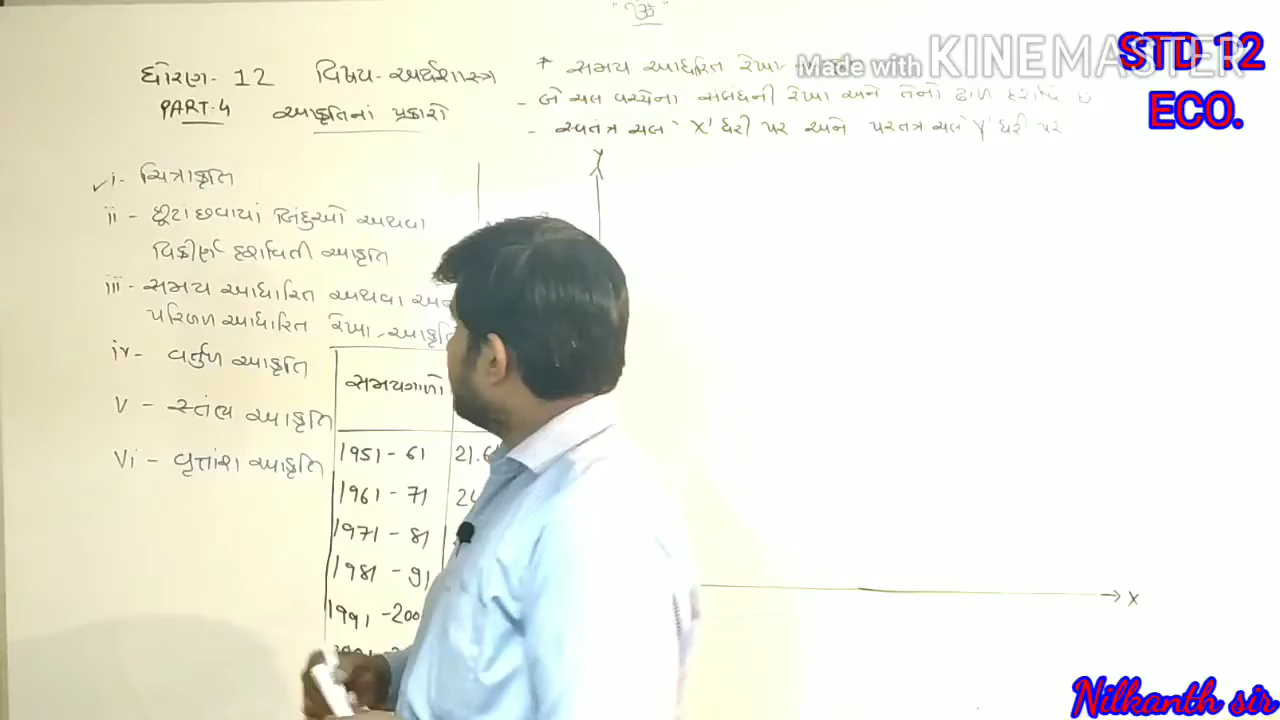 ૐ
ધોરણ- 12 વિષય- અર્થશાસ્ત્ર
PART-4 આકૃતિનાં પ્રકારો
i- ચિત્રાકૃતિ
ii - છૂટાંછવાયાં બિંદુઓ અથવા
વિકીર્ણ દર્શાવતી આકૃતિ
iii - સમય આધારિત અથવા
પરિબળ આધારિત રેખા-આકૃતિ
iv- વર્તુળ આકૃતિ
V - સ્તંભ આકૃતિ
Vi - વૃત્તાંશ આકૃતિ
* સમય આધારિત રેખા
- બે ચલ વચ્ચેના સંબંધની રેખા અને તેનો ઢાળ દર્શાવે છે
- સ્વતંત્ર ચલ 'X' ધરી પર અને પરતંત્ર ચલ 'Y' ધરી પર
સમયગાળો
1951 - 61
1961 - 71
1971 - 81
1981 - 91
1991 -200
Y
X
Made with KINEMASTER
STD 12
ECO.
Nilkanth sir